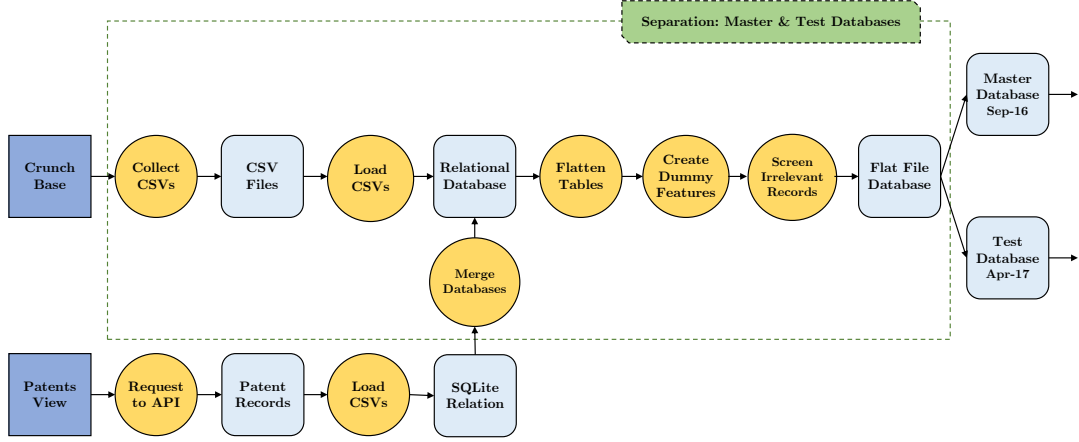 Separation: Master & Test Databases
Master
Database
Sep-16
Crunch
Base
Collect
CSVs
CSV
Files
Load
CSVs
Relational
Database
Flatten
Tables
Create
Dummy
Features
Screen
Irrelevant
Records
Flat File
Database
Test
Database
Apr-17
Merge
Databases
Patents
View
Request
to API
Patent
Records
Load
CSVs
SQLite
Relation